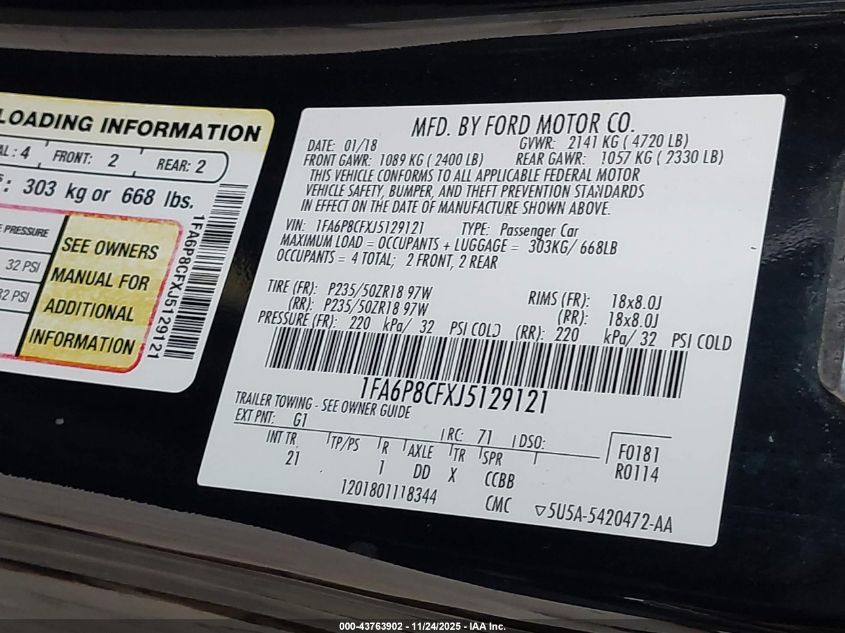 LOADING INFORMATION
AL: 4 FRONT: 2 REAR: 2
: 303 kg or 668 lbs.
PRESSURE
32 PSI
32 PSI
SEE OWNERS
MANUAL FOR
ADDITIONAL
INFORMATION
1FA6P8CFXJ5129121
MFD. BY FORD MOTOR CO.
DATE: 01/18 GVWR: 2141 KG ( 4720 LB)
FRONT GAWR: 1089 KG ( 2400 LB) REAR GAWR: 1057 KG ( 2330 LB)
THIS VEHICLE CONFORMS TO ALL APPLICABLE FEDERAL MOTOR
VEHICLE SAFETY, BUMPER, AND THEFT PREVENTION STANDARDS
IN EFFECT ON THE DATE OF MANUFACTURE SHOWN ABOVE.
VIN: 1FA6P8CFXJ5129121 TYPE: Passenger Car
MAXIMUM LOAD = OCCUPANTS + LUGGAGE = 303KG/ 668LB
OCCUPANTS = 4 TOTAL; 2 FRONT, 2 REAR
TIRE (FR): P235/50ZR18 97W RIMS (FR): 18x8.0J
(RR): P235/50ZR18 97W (RR): 18x8.0J
PRESSURE (FR): 220 kPa/ 32 PSI COLD (RR): 220 kPa/ 32 PSI COLD
1FA6P8CFXJ5129121
TRAILER TOWING - SEE OWNER GUIDE
EXT PNT: G1 RC: 71 DSO: F0181
R0114
INT TR TP/PS R AXLE TR SPR
21 1 DD X CCBB
1201801118344 CMC ▽5U5A-5420472-AA
000-43763902 - 11/24/2025 - IAA Inc.